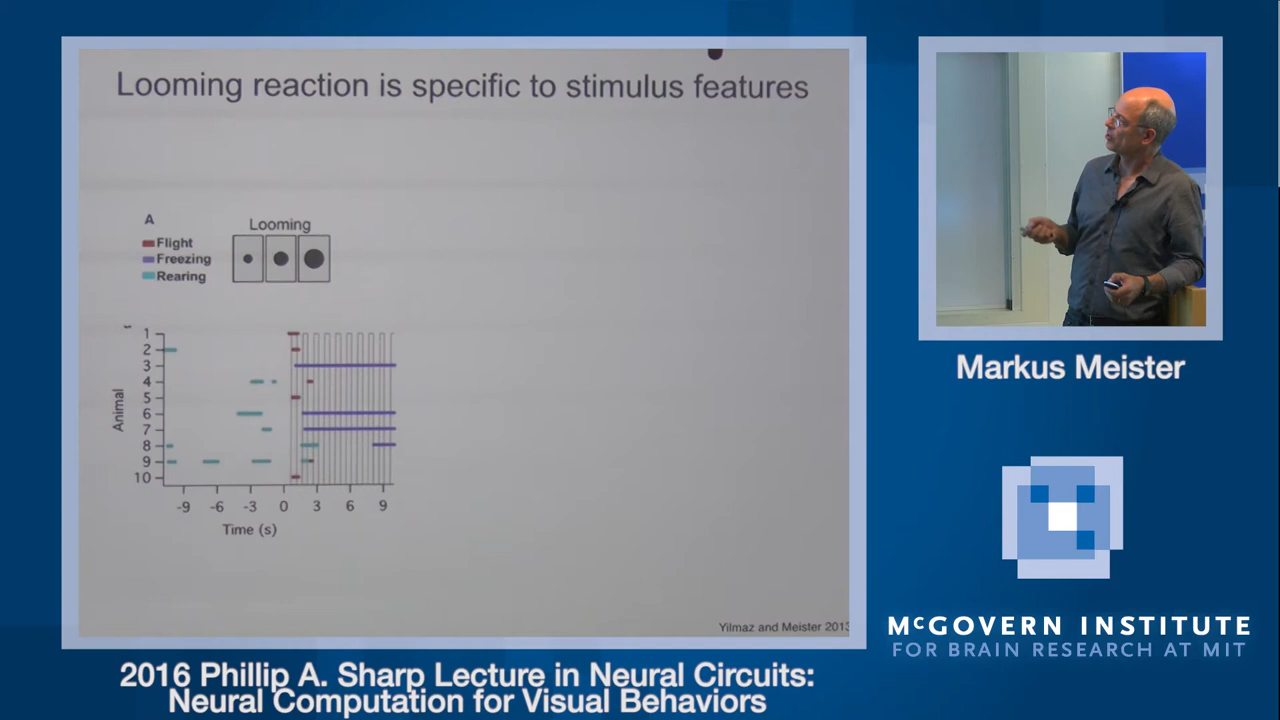 Looming reaction is specific to stimulus features
A
Looming
Flight
Freezing
Rearing
1
2
3
4
5
6
7
8
9
10
Animal
-9 -6 -3 0 3 6 9
Time (s)
Yilmaz and Meister 2013
Markus Meister
McGOVERN INSTITUTE
FOR BRAIN RESEARCH AT MIT
2016 Phillip A. Sharp Lecture in Neural Circuits:
Neural Computation for Visual Behaviors